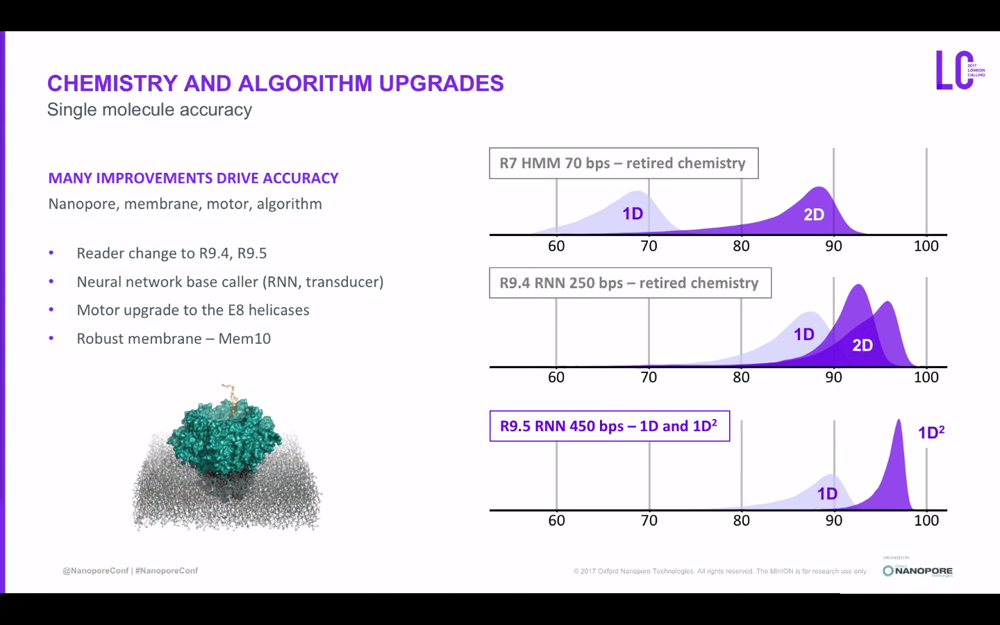 LC
2017
LONDON
CALLING
CHEMISTRY AND ALGORITHM UPGRADES
Single molecule accuracy
MANY IMPROVEMENTS DRIVE ACCURACY
Nanopore, membrane, motor, algorithm
• Reader change to R9.4, R9.5
• Neural network base caller (RNN, transducer)
• Motor upgrade to the E8 helicases
• Robust membrane – Mem10
R7 HMM 70 bps – retired chemistry
1D
2D
60 70 80 90 100
R9.4 RNN 250 bps – retired chemistry
1D
2D
60 70 80 90 100
R9.5 RNN 450 bps – 1D and 1D²
1D²
1D
60 70 80 90 100
@NanoporeConf | #NanoporeConf
© 2017 Oxford Nanopore Technologies. All rights reserved. The MinION is for research use only.
ORGANISED BY
Oxford
NANOPORE
Technologies